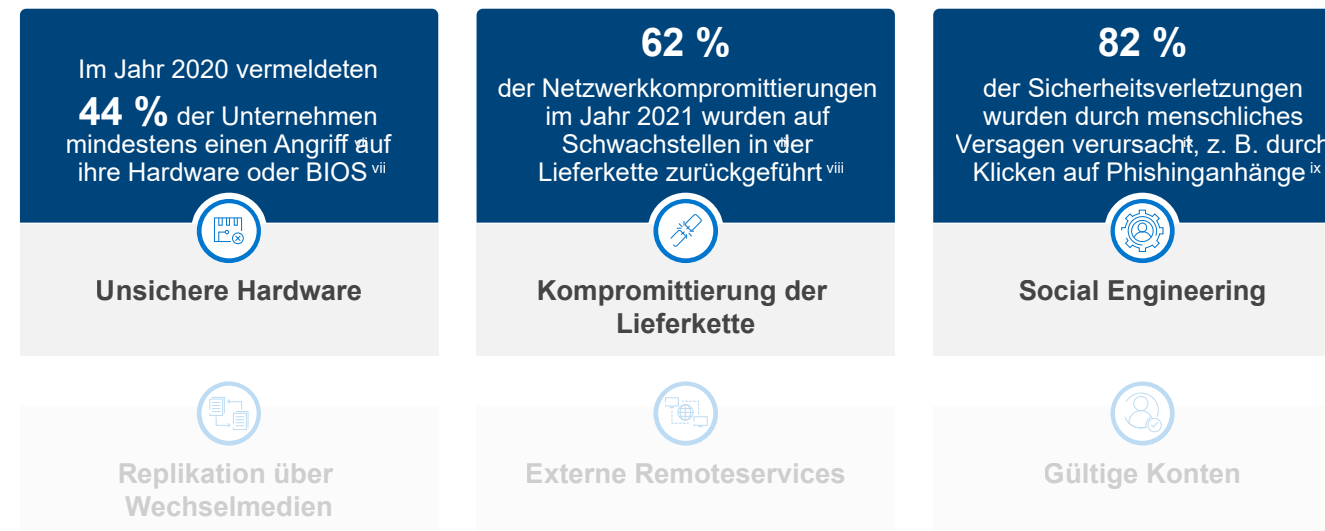 Im Jahr 2020 vermeldeten
44 % der Unternehmen
mindestens einen Angriff auf
ihre Hardware oder BIOS vii
Unsichere Hardware
62 %
der Netzwerkkompromittierungen
im Jahr 2021 wurden auf
Schwachstellen in der
Lieferkette zurückgeführt viii
Kompromittierung der
Lieferkette
82 %
der Sicherheitsverletzungen
wurden durch menschliches
Versagen verursacht, z. B. durch
Klicken auf Phishinganhänge ix
Social Engineering
Replikation über
Wechselmedien
Externe Remoteservices
Gültige Konten